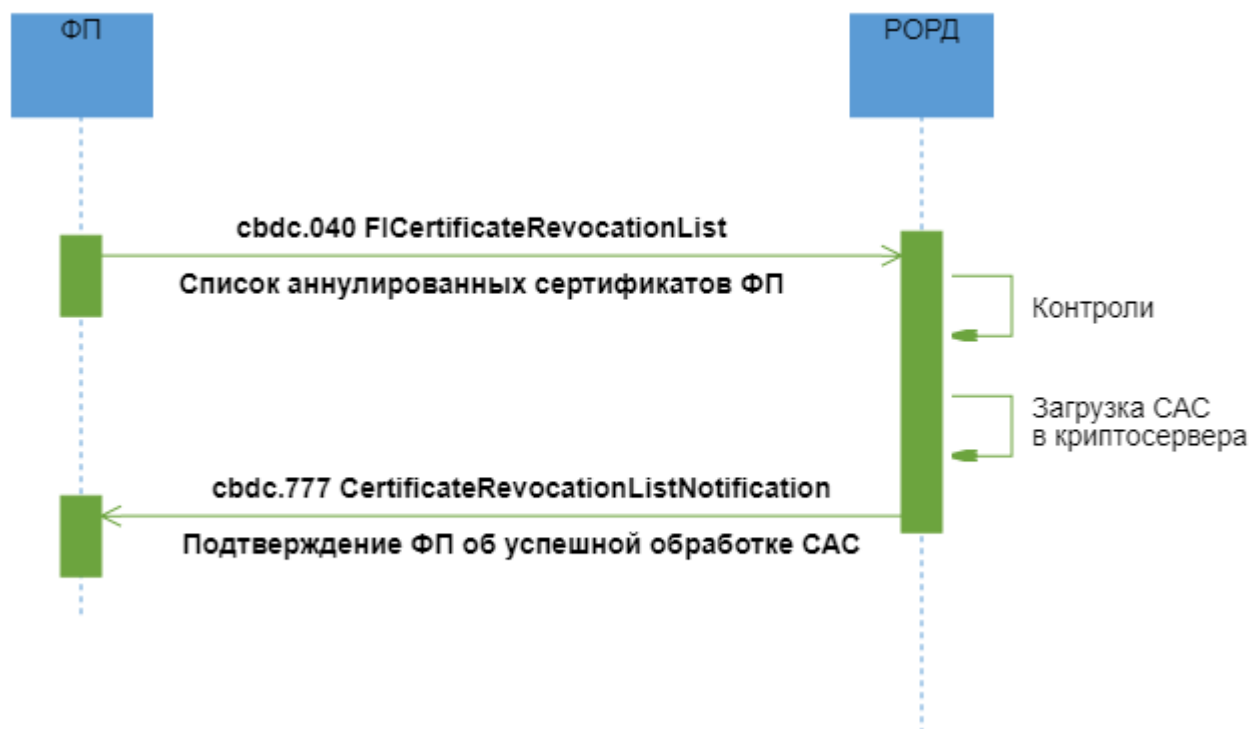 ФП
РОРД
cbdc.040 FICertificateRevocationList
Список аннулированных сертификатов ФП
Контроли
Загрузка САС
в криптосервера
cbdc.777 CertificateRevocationListNotification
Подтверждение ФП об успешной обработке САС